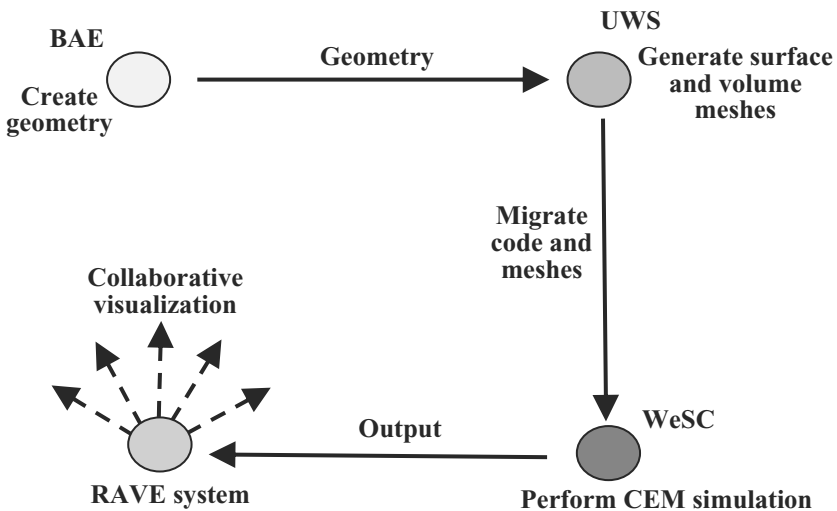 BAE
Create
geometry
Geometry
UWS
Generate surface
and volume
meshes
Migrate
code and
meshes
Collaborative
visualization
RAVE system
Output
WeSC
Perform CEM simulation